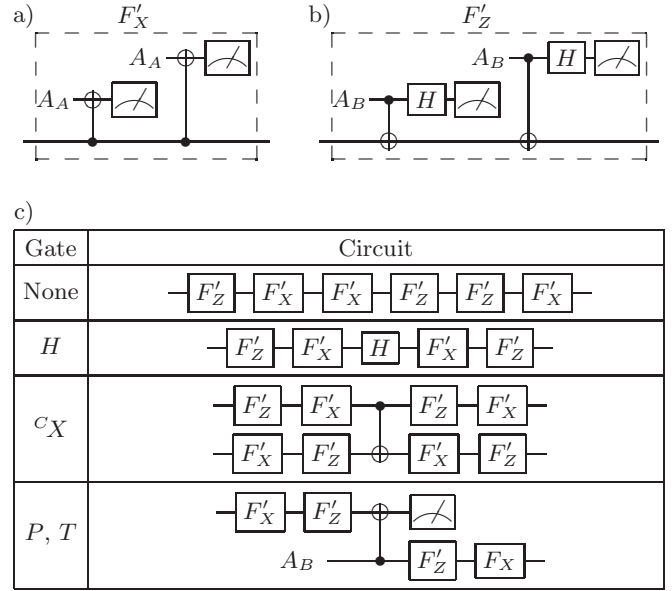 a) F′_X
A_A
A_A
b) F′_Z
A_B H
A_B H
c)
Gate Circuit
None F′_Z F′_X F′_X F′_Z F′_Z F′_X
H F′_Z F′_X H F′_X F′_Z
F′_Z F′_X F′_Z F′_X
^C X
F′_X F′_Z F′_X F′_Z
F′_X F′_Z
P, T
A_B F′_Z F_X